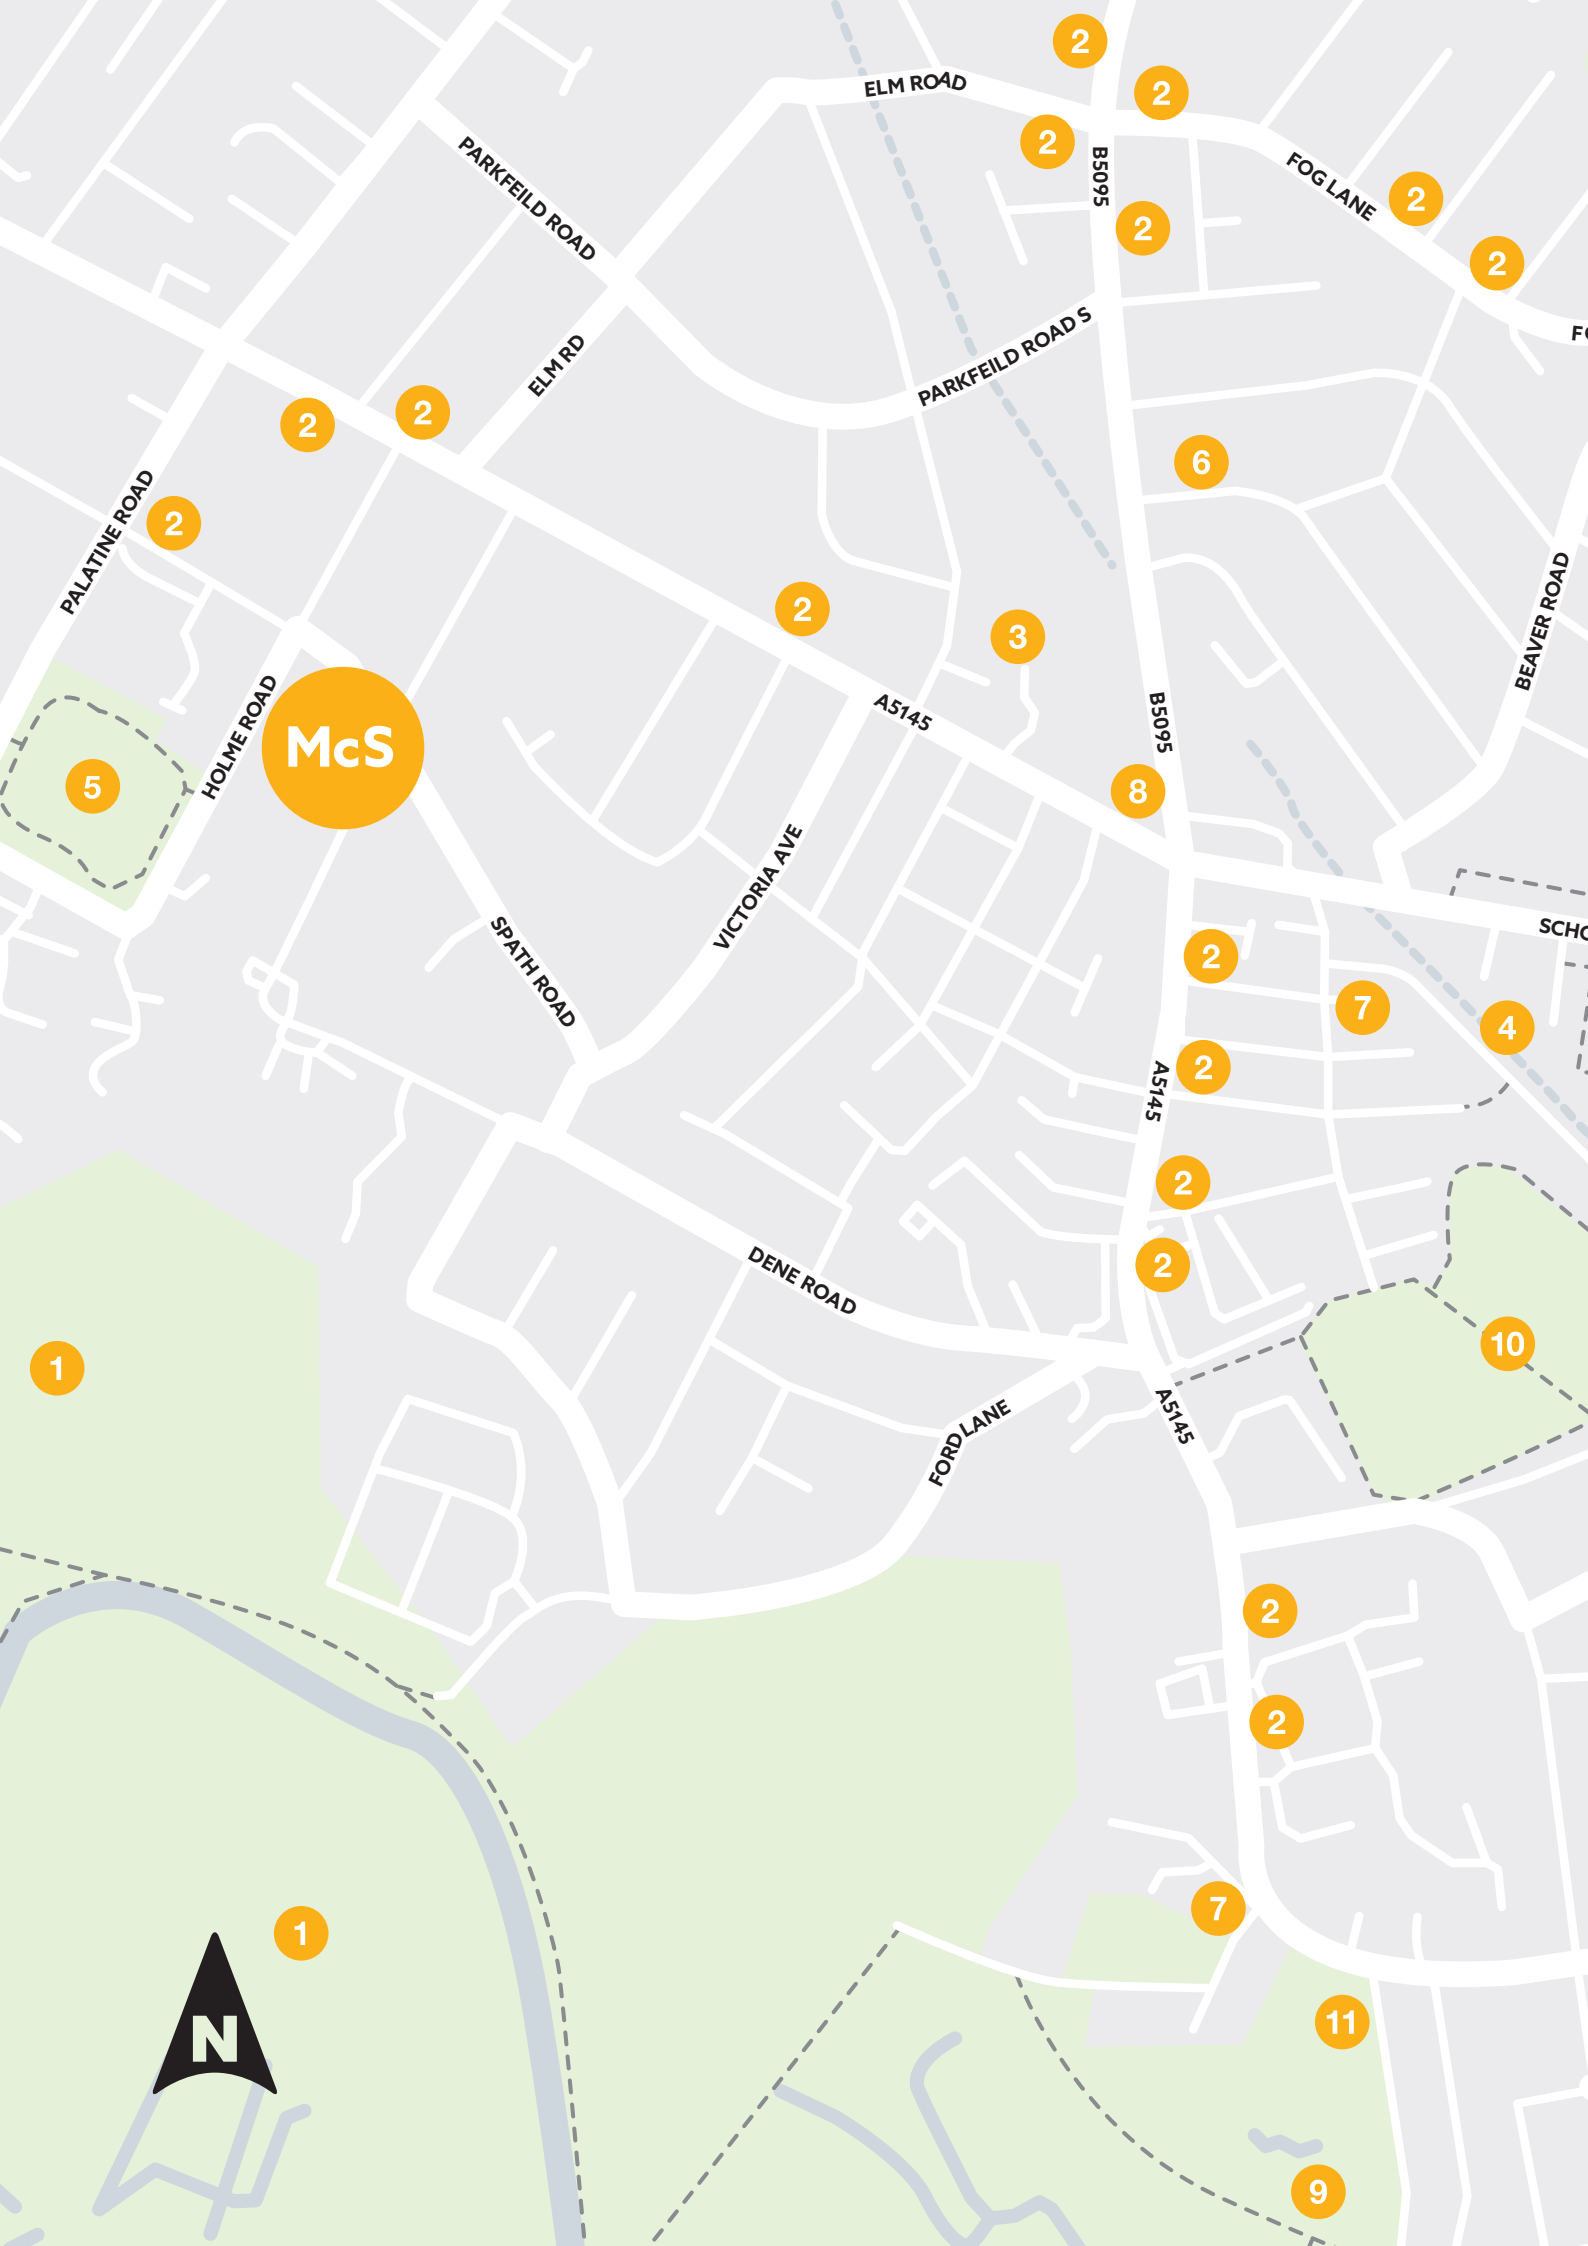 2
2
ELM ROAD
2
B5095
PARKFEILD ROAD
FOG LANE
2
2
2
FO
PARKFEILD ROAD S
ELM RD
2
2
6
PALATINE ROAD
2
BEAVER ROAD
2
3
A5145
B5095
HOLME ROAD
McS
5
8
VICTORIA AVE
SPATH ROAD
SCHO
2
7
4
2
A5145
2
2
DENE ROAD
1
10
A5145
FORD LANE
2
2
7
1
N
11
9